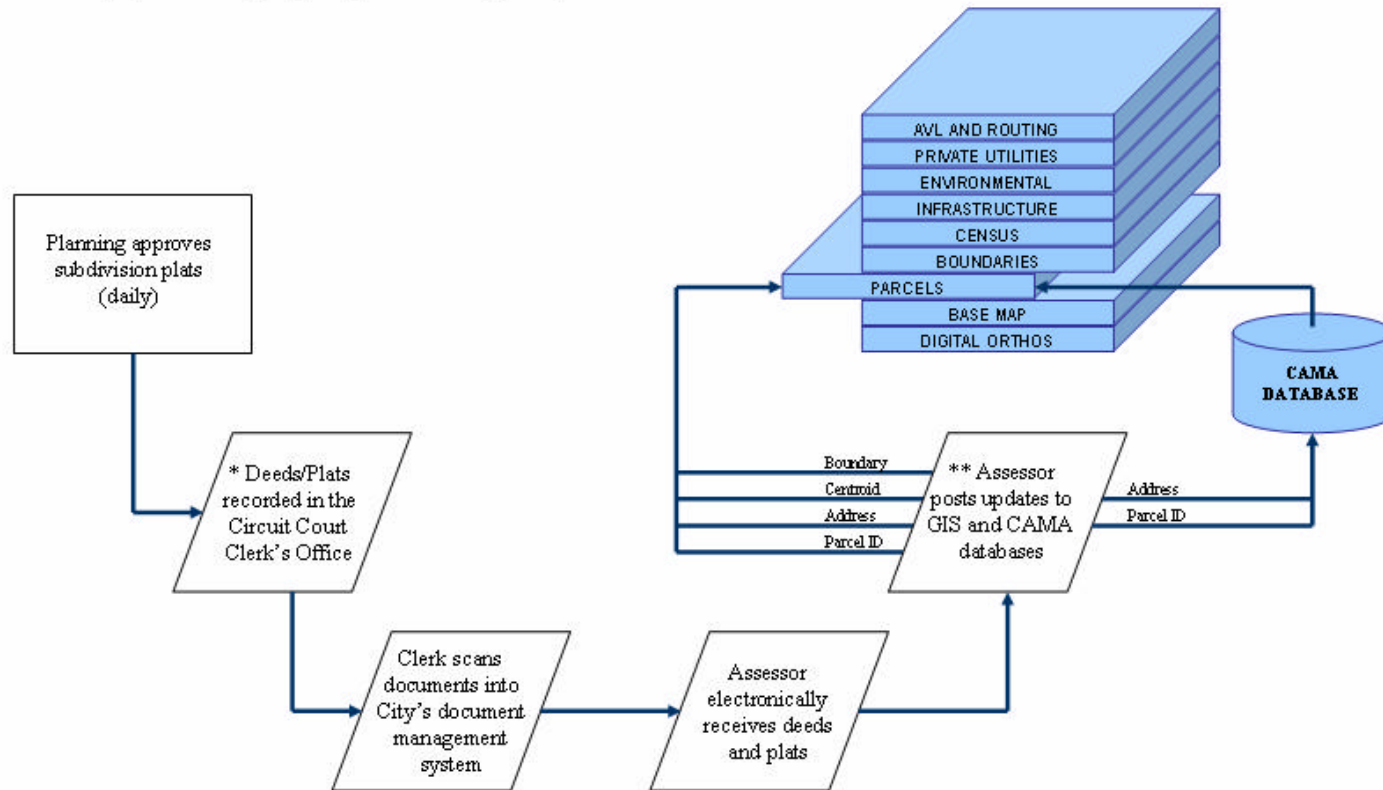 AVL AND ROUTING
PRIVATE UTILITIES
ENVIRONMENTAL
INFRASTRUCTURE
CENSUS
BOUNDARIES
PARCELS
BASE MAP
DIGITAL ORTHOS
Planning approves
subdivision plats
(daily)
CAMA
DATABASE
* Deeds/Plats
recorded in the
Circuit Court
Clerk's Office
Boundary
Centroid
Address
Parcel ID
** Assessor
posts updates to
GIS and CAMA
databases
Address
Parcel ID
Clerk scans
documents into
City's document
management
system
Assessor
electronically
receives deeds
and plats